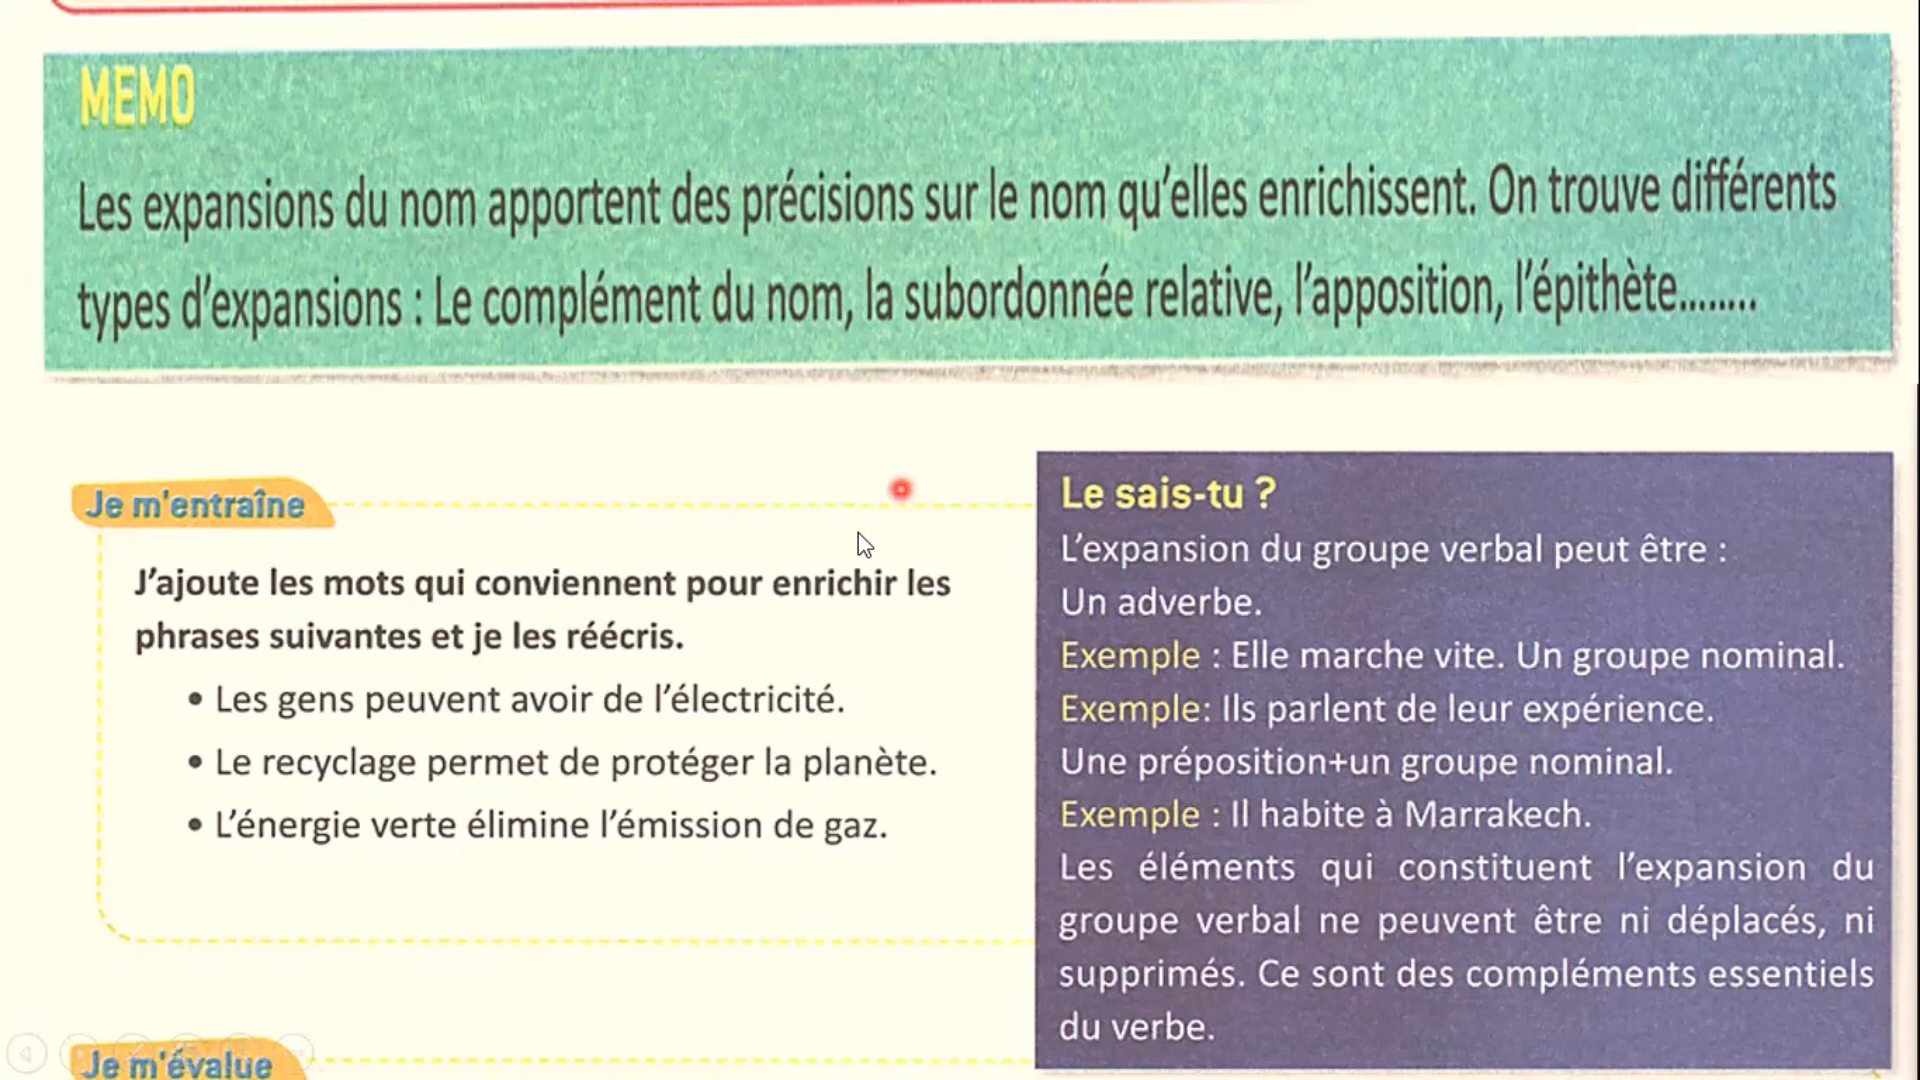 MEMO
Les expansions du nom apportent des précisions sur le nom qu’elles enrichissent. On trouve différents
types d’expansions : Le complément du nom, la subordonnée relative, l’apposition, l’épithète........
Je m'entraîne
J’ajoute les mots qui conviennent pour enrichir les
phrases suivantes et je les réécris.
• Les gens peuvent avoir de l’électricité.
• Le recyclage permet de protéger la planète.
• L’énergie verte élimine l’émission de gaz.
Le sais-tu ?
L’expansion du groupe verbal peut être :
Un adverbe.
Exemple : Elle marche vite. Un groupe nominal.
Exemple: Ils parlent de leur expérience.
Une préposition+un groupe nominal.
Exemple : Il habite à Marrakech.
Les éléments qui constituent l’expansion du
groupe verbal ne peuvent être ni déplacés, ni
supprimés. Ce sont des compléments essentiels
du verbe.
Je m'évalue